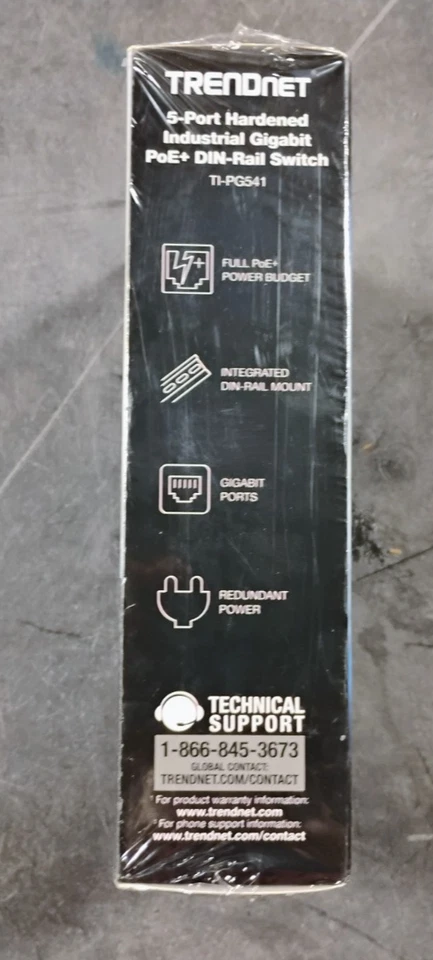 TRENDNET
5-Port Hardened
Industrial Gigabit
PoE+ DIN-Rail Switch
TI-PG541
FULL PoE+
POWER BUDGET
INTEGRATED
DIN-RAIL MOUNT
GIGABIT
PORTS
REDUNDANT
POWER
TECHNICAL
SUPPORT
1-866-845-3673
GLOBAL CONTACT:
TRENDNET.COM/CONTACT
¹ For product warranty information:
www.trendnet.com
² For phone support information:
www.trendnet.com/contact